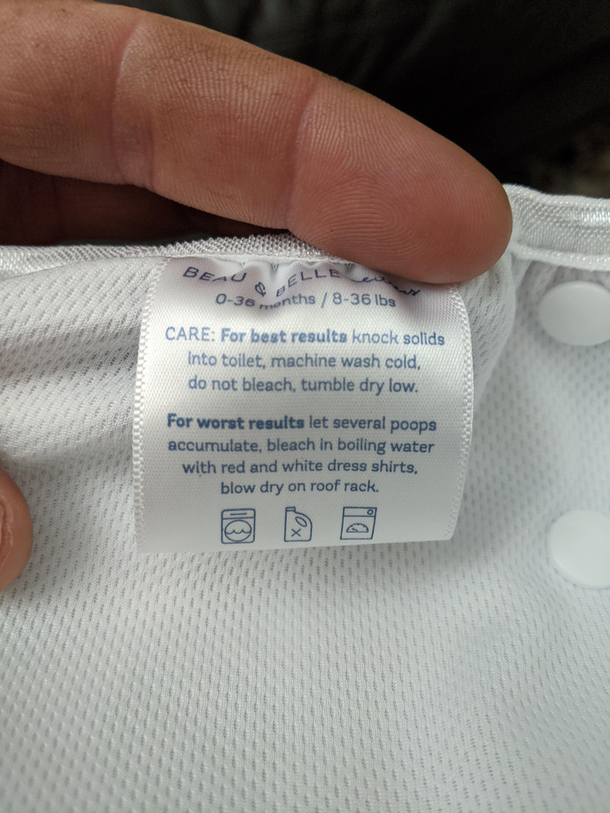 BEAU & BELLE
0-36 months / 8-36 lbs
CARE: For best results knock solids
into toilet, machine wash cold,
do not bleach, tumble dry low.
For worst results let several poops
accumulate, bleach in boiling water
with red and white dress shirts,
blow dry on roof rack.